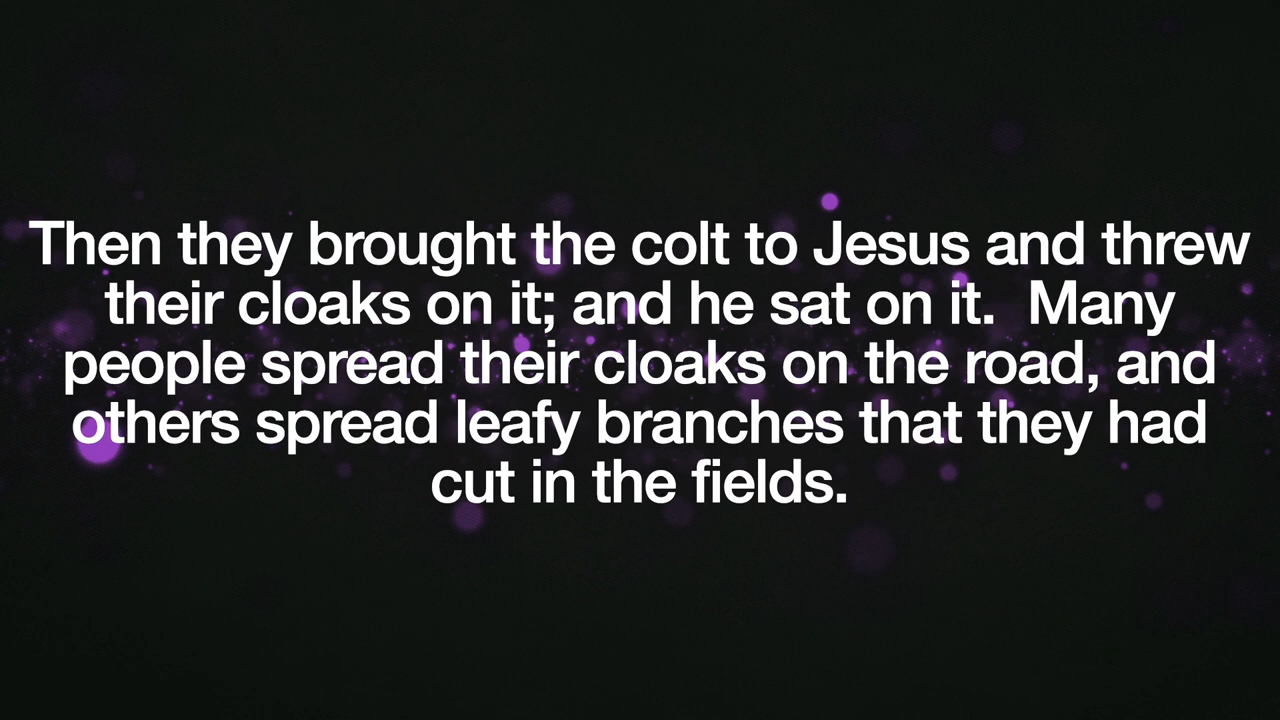 Then they brought the colt to Jesus and threw
their cloaks on it; and he sat on it.  Many
people spread their cloaks on the road, and
others spread leafy branches that they had
cut in the fields.